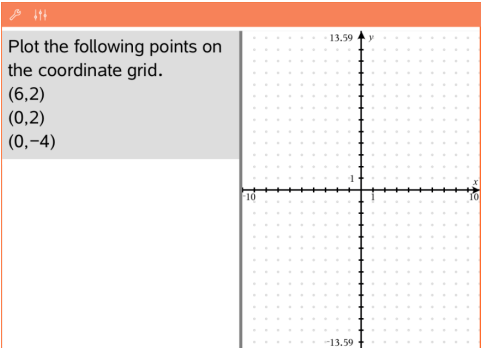 Plot the following points on
the coordinate grid.
(6,2)
(0,2)
(0,−4)
13.59 y
1
x
-10 1 10
-13.59